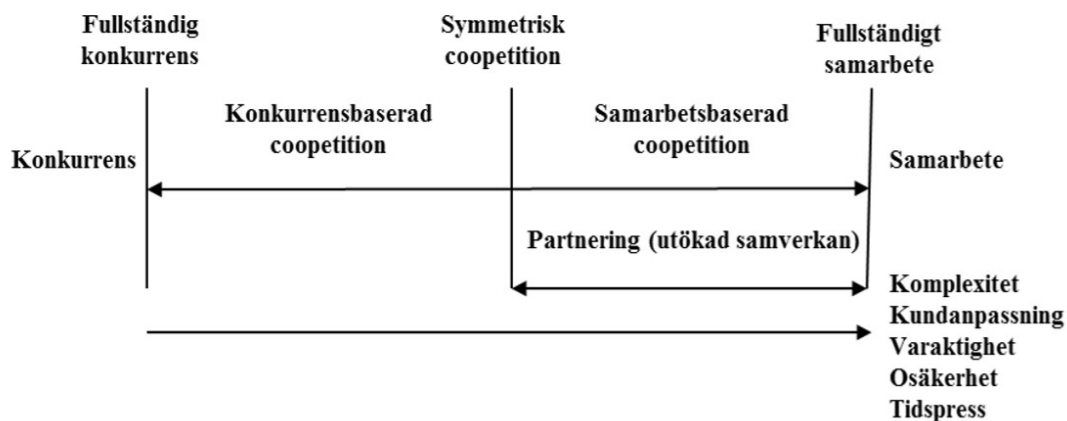 Fullständig
konkurrens
Symmetrisk
coopetition
Fullständigt
samarbete
Konkurrensbaserad
coopetition
Samarbetsbaserad
coopetition
Konkurrens
Samarbete
Partnering (utökad samverkan)
Komplexitet
Kundanpassning
Varaktighet
Osäkerhet
Tidspress